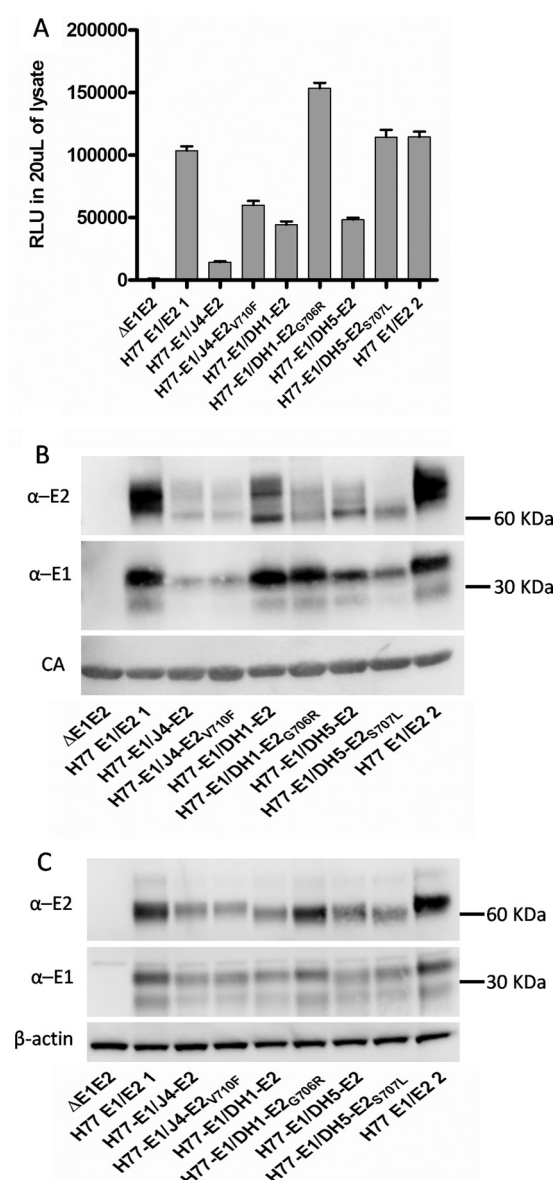 A
RLU in 20uL of lysate
200000
150000
100000
50000
0
ΔE1E2
H77 E1/E2 1
H77-E1/J4-E2
H77-E1/J4-E2V710F
H77-E1/DH1-E2
H77-E1/DH1-E2G706R
H77-E1/DH5-E2
H77-E1/DH5-E2S707L
H77 E1/E2 2
B
α–E2
60 KDa
α–E1
30 KDa
CA
ΔE1E2
H77 E1/E2 1
H77-E1/J4-E2
H77-E1/J4-E2V710F
H77-E1/DH1-E2
H77-E1/DH1-E2G706R
H77-E1/DH5-E2
H77-E1/DH5-E2S707L
H77 E1/E2 2
C
α–E2
60 KDa
α–E1
30 KDa
β-actin
ΔE1E2
H77 E1/E2 1
H77-E1/J4-E2
H77-E1/J4-E2V710F
H77-E1/DH1-E2
H77-E1/DH1-E2G706R
H77-E1/DH5-E2
H77-E1/DH5-E2S707L
H77 E1/E2 2